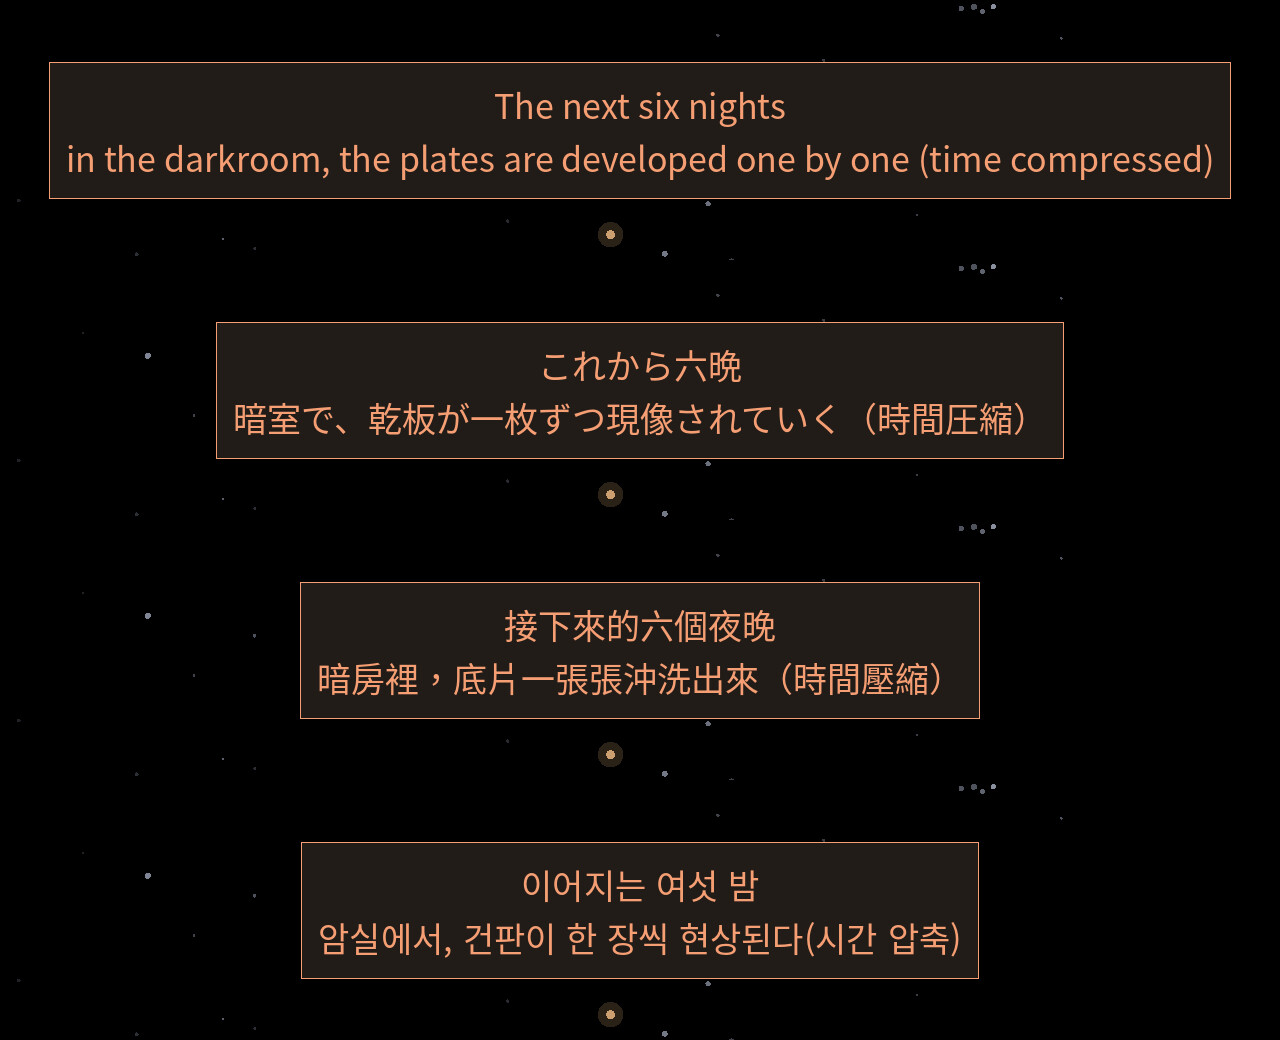 The next six nights
in the darkroom, the plates are developed one by one (time compressed)
これから六晩
暗室で、乾板が一枚ずつ現像されていく（時間圧縮）
接下來的六個夜晚
暗房裡，底片一張張沖洗出來（時間壓縮）
이어지는 여섯 밤
암실에서, 건판이 한 장씩 현상된다(시간 압축)